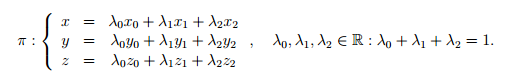 x = λ₀x₀ + λ₁x₁ + λ₂x₂
π : { y = λ₀y₀ + λ₁y₁ + λ₂y₂ , λ₀, λ₁, λ₂ ∈ ℝ : λ₀ + λ₁ + λ₂ = 1.
z = λ₀z₀ + λ₁z₁ + λ₂z₂